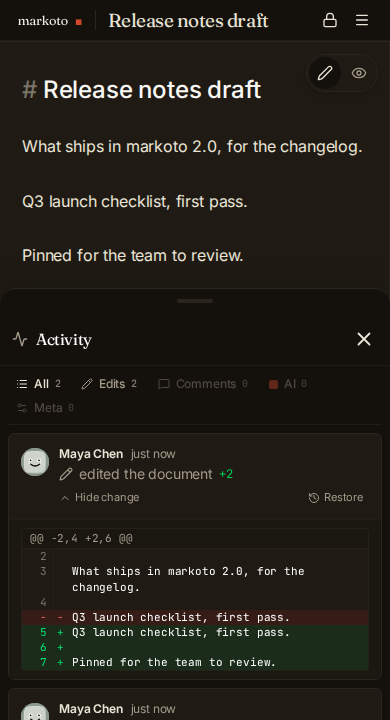 markoto
Release notes draft
# Release notes draft
What ships in markoto 2.0, for the changelog.
Q3 launch checklist, first pass.
Pinned for the team to review.
Activity
All 2 Edits 2 Comments 0 AI 0
Meta 0
Maya Chen just now
edited the document +2
Hide change Restore
@@ -2,4 +2,6 @@
2
3 What ships in markoto 2.0, for the
changelog.
4
- - Q3 launch checklist, first pass.
5 + Q3 launch checklist, first pass.
6 +
7 + Pinned for the team to review.
Maya Chen just now